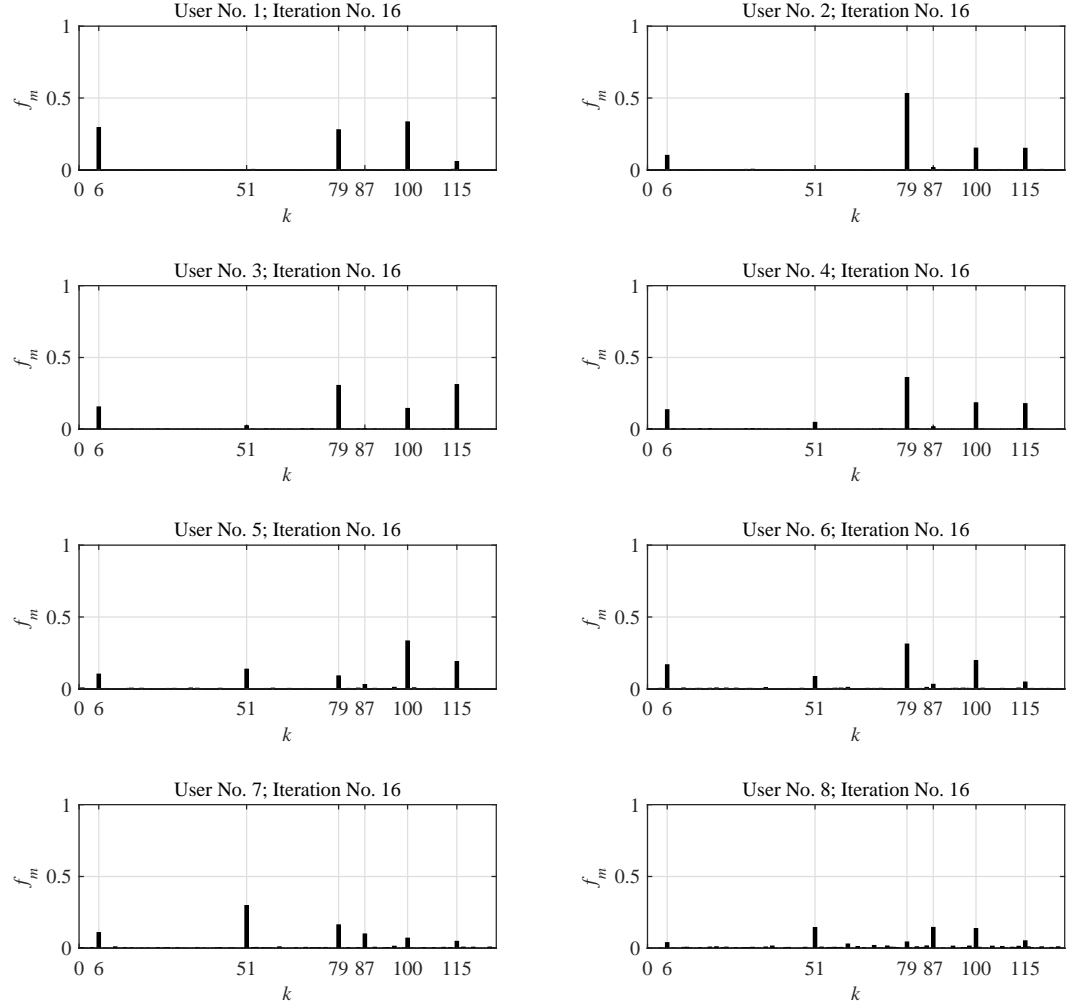 User No. 1; Iteration No. 16
1
0.5
0
f_m
0 6 51 79 87 100 115
k
User No. 2; Iteration No. 16
1
0.5
0
f_m
0 6 51 79 87 100 115
k
User No. 3; Iteration No. 16
1
0.5
0
f_m
0 6 51 79 87 100 115
k
User No. 4; Iteration No. 16
1
0.5
0
f_m
0 6 51 79 87 100 115
k
User No. 5; Iteration No. 16
1
0.5
0
f_m
0 6 51 79 87 100 115
k
User No. 6; Iteration No. 16
1
0.5
0
f_m
0 6 51 79 87 100 115
k
User No. 7; Iteration No. 16
1
0.5
0
f_m
0 6 51 79 87 100 115
k
User No. 8; Iteration No. 16
1
0.5
0
f_m
0 6 51 79 87 100 115
k